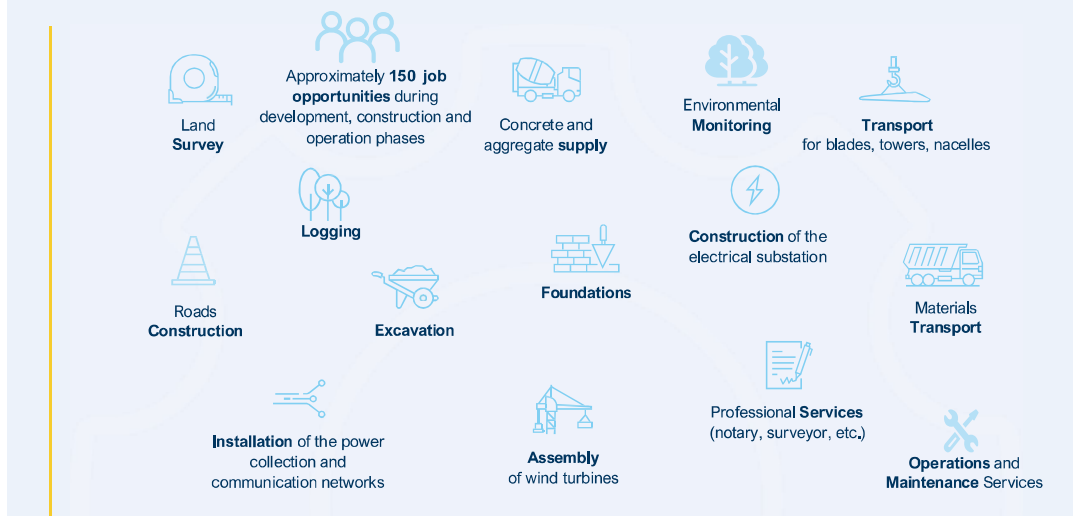 Land
Survey
Approximately 150 job
opportunities during
development, construction and
operation phases
Concrete and
aggregate supply
Environmental
Monitoring
Transport
for blades, towers, nacelles
Logging
Construction of the
electrical substation
Roads
Construction
Excavation
Foundations
Materials
Transport
Installation of the power
collection and
communication networks
Assembly
of wind turbines
Professional Services
(notary, surveyor, etc.)
Operations and
Maintenance Services